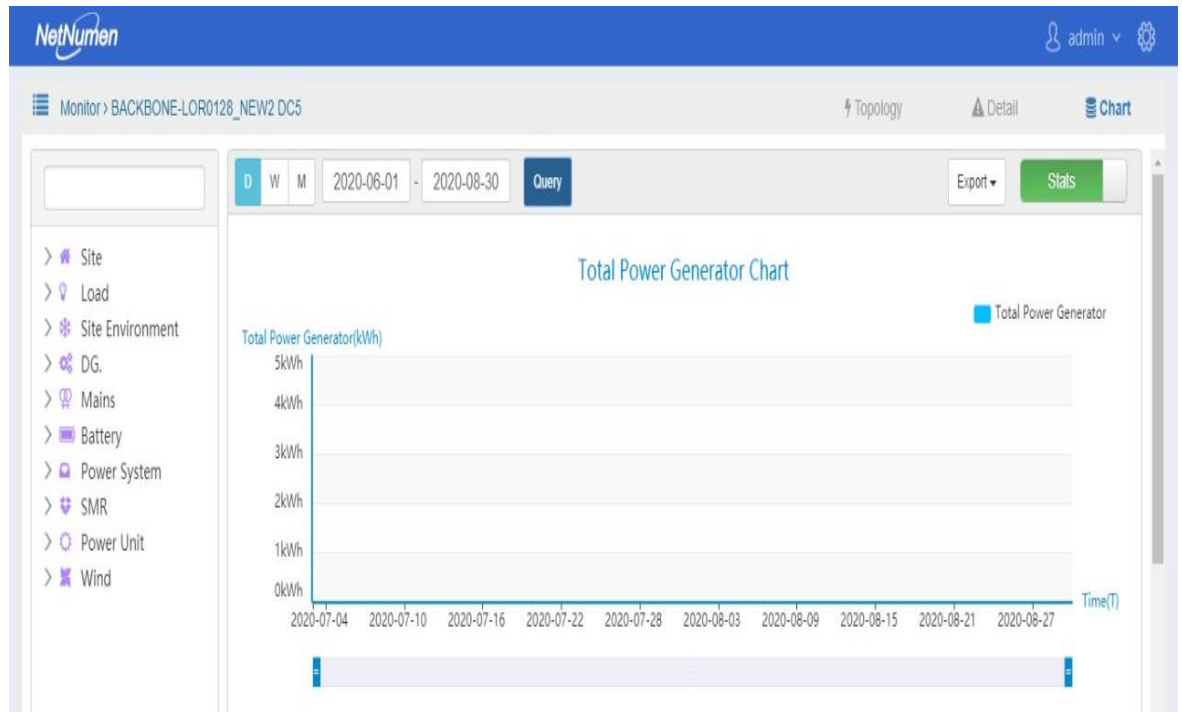 NetNumen
admin
Monitor > BACKBONE-LOR0128_NEW2 DC5
Topology
Detail
Chart
D W M 2020-06-01 - 2020-08-30 Query
Export
Stats
Site
Load
Site Environment
DG.
Mains
Battery
Power System
SMR
Power Unit
Wind
Total Power Generator Chart
Total Power Generator
Total Power Generator(kWh)
5kWh
4kWh
3kWh
2kWh
1kWh
0kWh
2020-07-04 2020-07-10 2020-07-16 2020-07-22 2020-07-28 2020-08-03 2020-08-09 2020-08-15 2020-08-21 2020-08-27
Time(T)